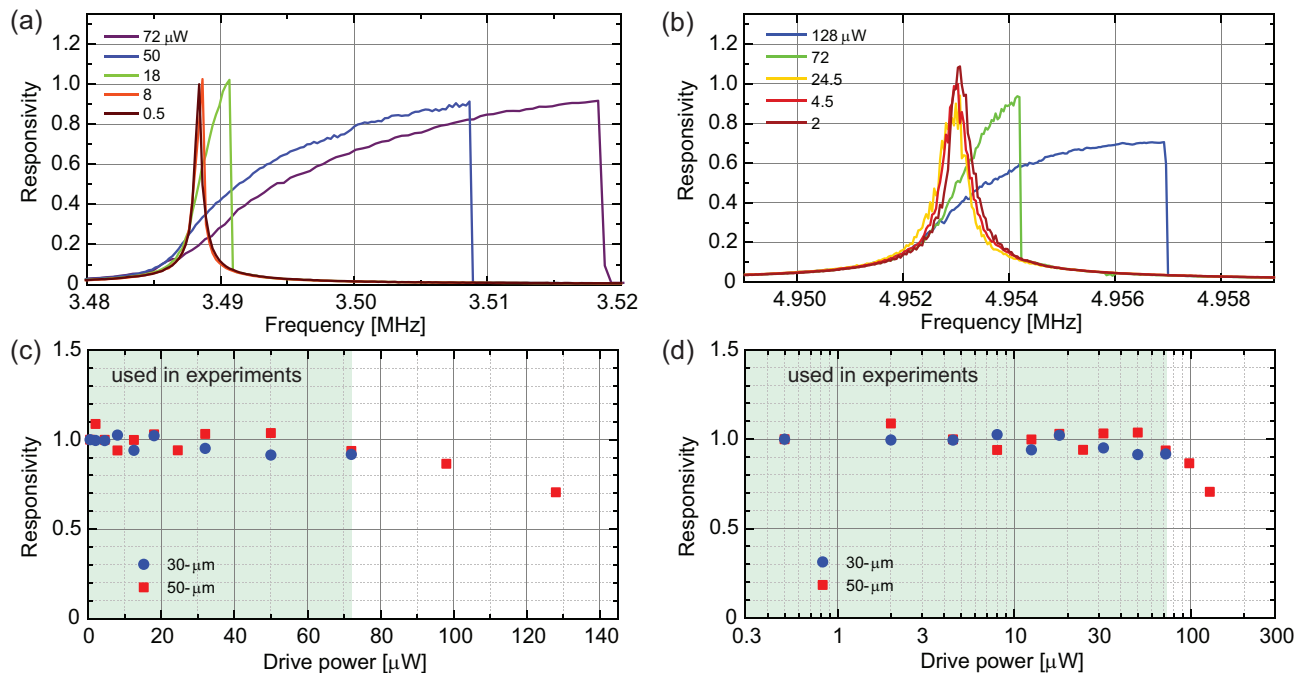 (a)
Responsivity
1.2
1.0
0.8
0.6
0.4
0.2
0
72 μW
50
18
8
0.5
3.48
3.49
3.50
3.51
3.52
Frequency [MHz]
(b)
Responsivity
1.2
1.0
0.8
0.6
0.4
0.2
0
128 μW
72
24.5
4.5
2
4.950
4.952
4.954
4.956
4.958
Frequency [MHz]
(c)
Responsivity
1.5
1.0
0.5
0
used in experiments
30-μm
50-μm
0
20
40
60
80
100
120
140
Drive power [μW]
(d)
Responsivity
1.5
1.0
0.5
0
used in experiments
30-μm
50-μm
0.3
1
3
10
30
100
300
Drive power [μW]